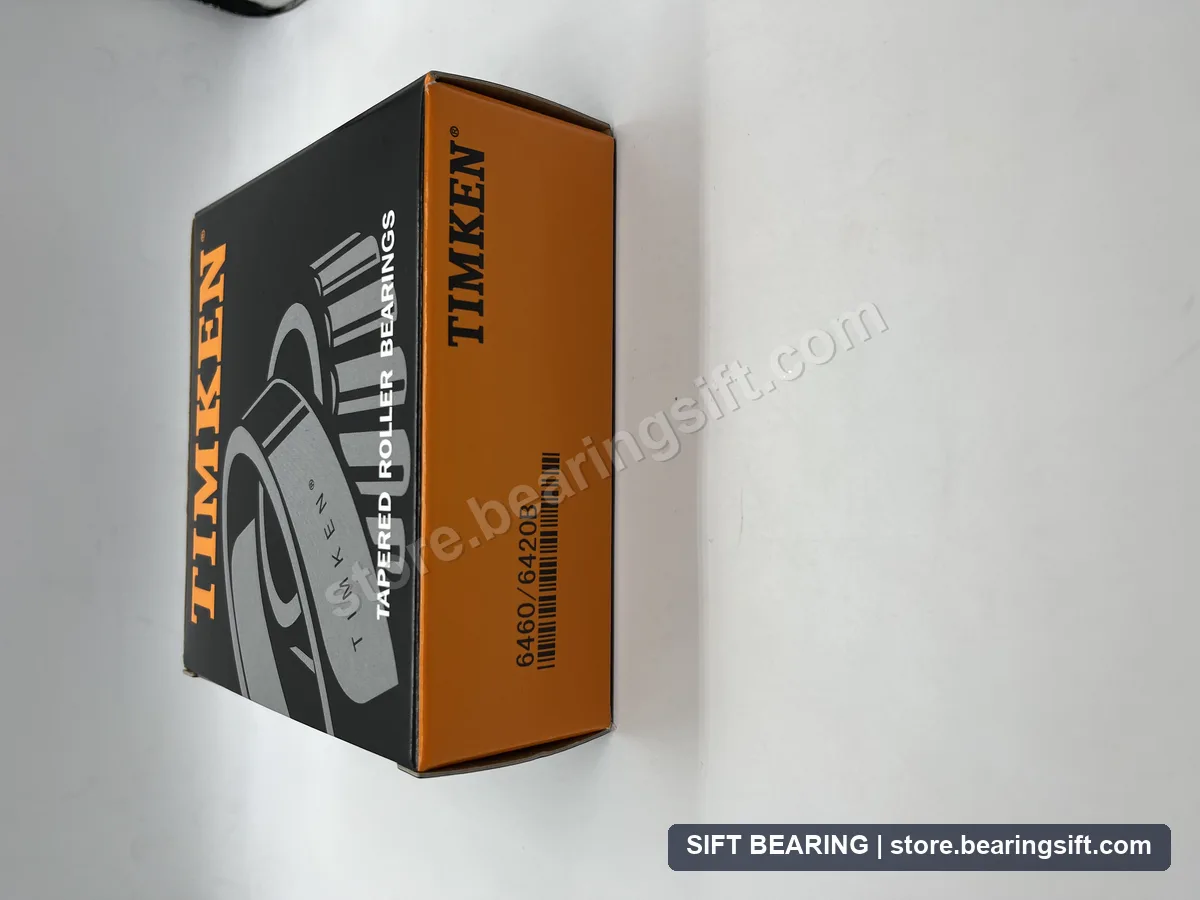 TIMKEN®
TAPERED ROLLER BEARINGS
TIMKEN®
TIMKEN®
6460/6420B
store.bearingsift.com
SIFT BEARING | store.bearingsift.com